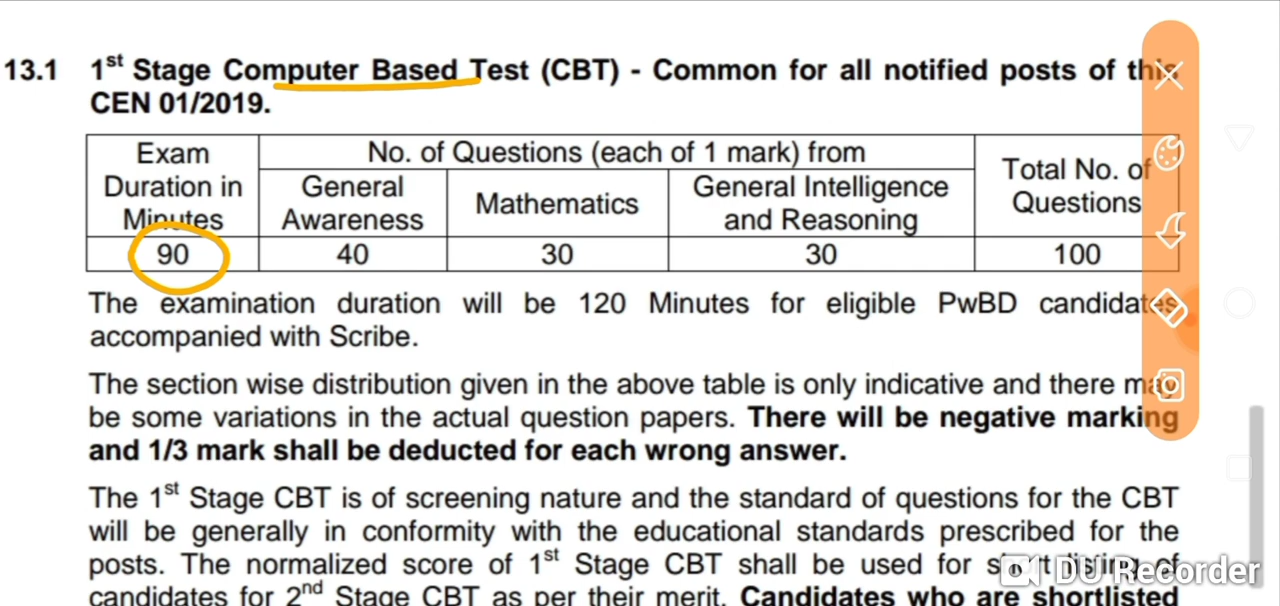 13.1 1st Stage Computer Based Test (CBT) - Common for all notified posts of this
CEN 01/2019.
Exam Duration in Minutes
No. of Questions (each of 1 mark) from
General Awareness
Mathematics
General Intelligence and Reasoning
Total No. of Questions
90 40 30 30 100
The examination duration will be 120 Minutes for eligible PwBD candidates
accompanied with Scribe.
The section wise distribution given in the above table is only indicative and there may
be some variations in the actual question papers. There will be negative marking
and 1/3 mark shall be deducted for each wrong answer.
The 1st Stage CBT is of screening nature and the standard of questions for the CBT
will be generally in conformity with the educational standards prescribed for the
posts. The normalized score of 1st Stage CBT shall be used for short listing of
candidates for 2nd Stage CBT as per their merit. Candidates who are shortlisted
DU Recorder